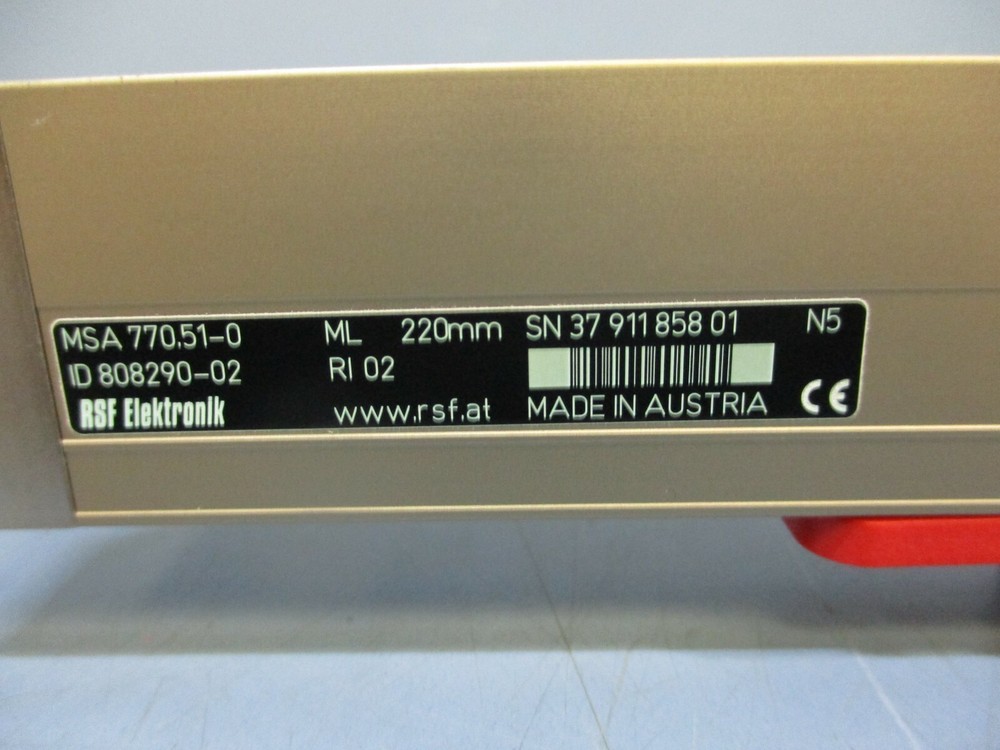 MSA 770.51-0 ML 220mm SN 37 911 858 01 N5
ID 808290-02 RI 02
RSF Elektronik www.rsf.at MADE IN AUSTRIA CE